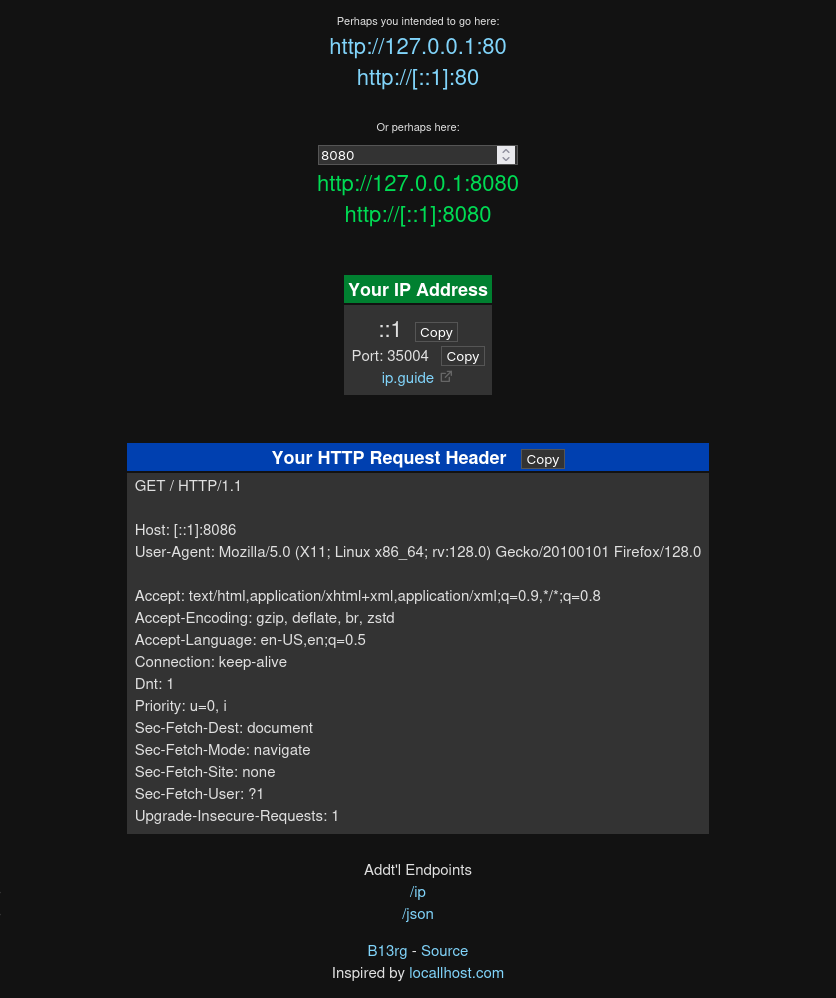 Perhaps you intended to go here:
http://127.0.0.1:80
http://[::1]:80
Or perhaps here:
8080
http://127.0.0.1:8080
http://[::1]:8080
Your IP Address
::1 Copy
Port: 35004 Copy
ip.guide
Your HTTP Request Header Copy
GET / HTTP/1.1
Host: [::1]:8086
User-Agent: Mozilla/5.0 (X11; Linux x86_64; rv:128.0) Gecko/20100101 Firefox/128.0
Accept: text/html,application/xhtml+xml,application/xml;q=0.9,*/*;q=0.8
Accept-Encoding: gzip, deflate, br, zstd
Accept-Language: en-US,en;q=0.5
Connection: keep-alive
Dnt: 1
Priority: u=0, i
Sec-Fetch-Dest: document
Sec-Fetch-Mode: navigate
Sec-Fetch-Site: none
Sec-Fetch-User: ?1
Upgrade-Insecure-Requests: 1
Addt'l Endpoints
/ip
/json
B13rg - Source
Inspired by locallhost.com